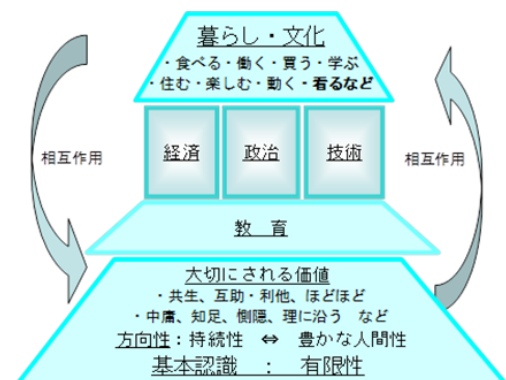 暮らし・文化
・食べる・働く・買う・学ぶ
・住む・楽しむ・動く・看るなど
相互作用
経済
政治
技術
相互作用
教　育
大切にされる価値
・共生、互助・利他、ほどほど
・中庸、知足、惻隠、理に沿う　など
方向性：持続性　⇔　豊かな人間性
基本認識　：　有限性